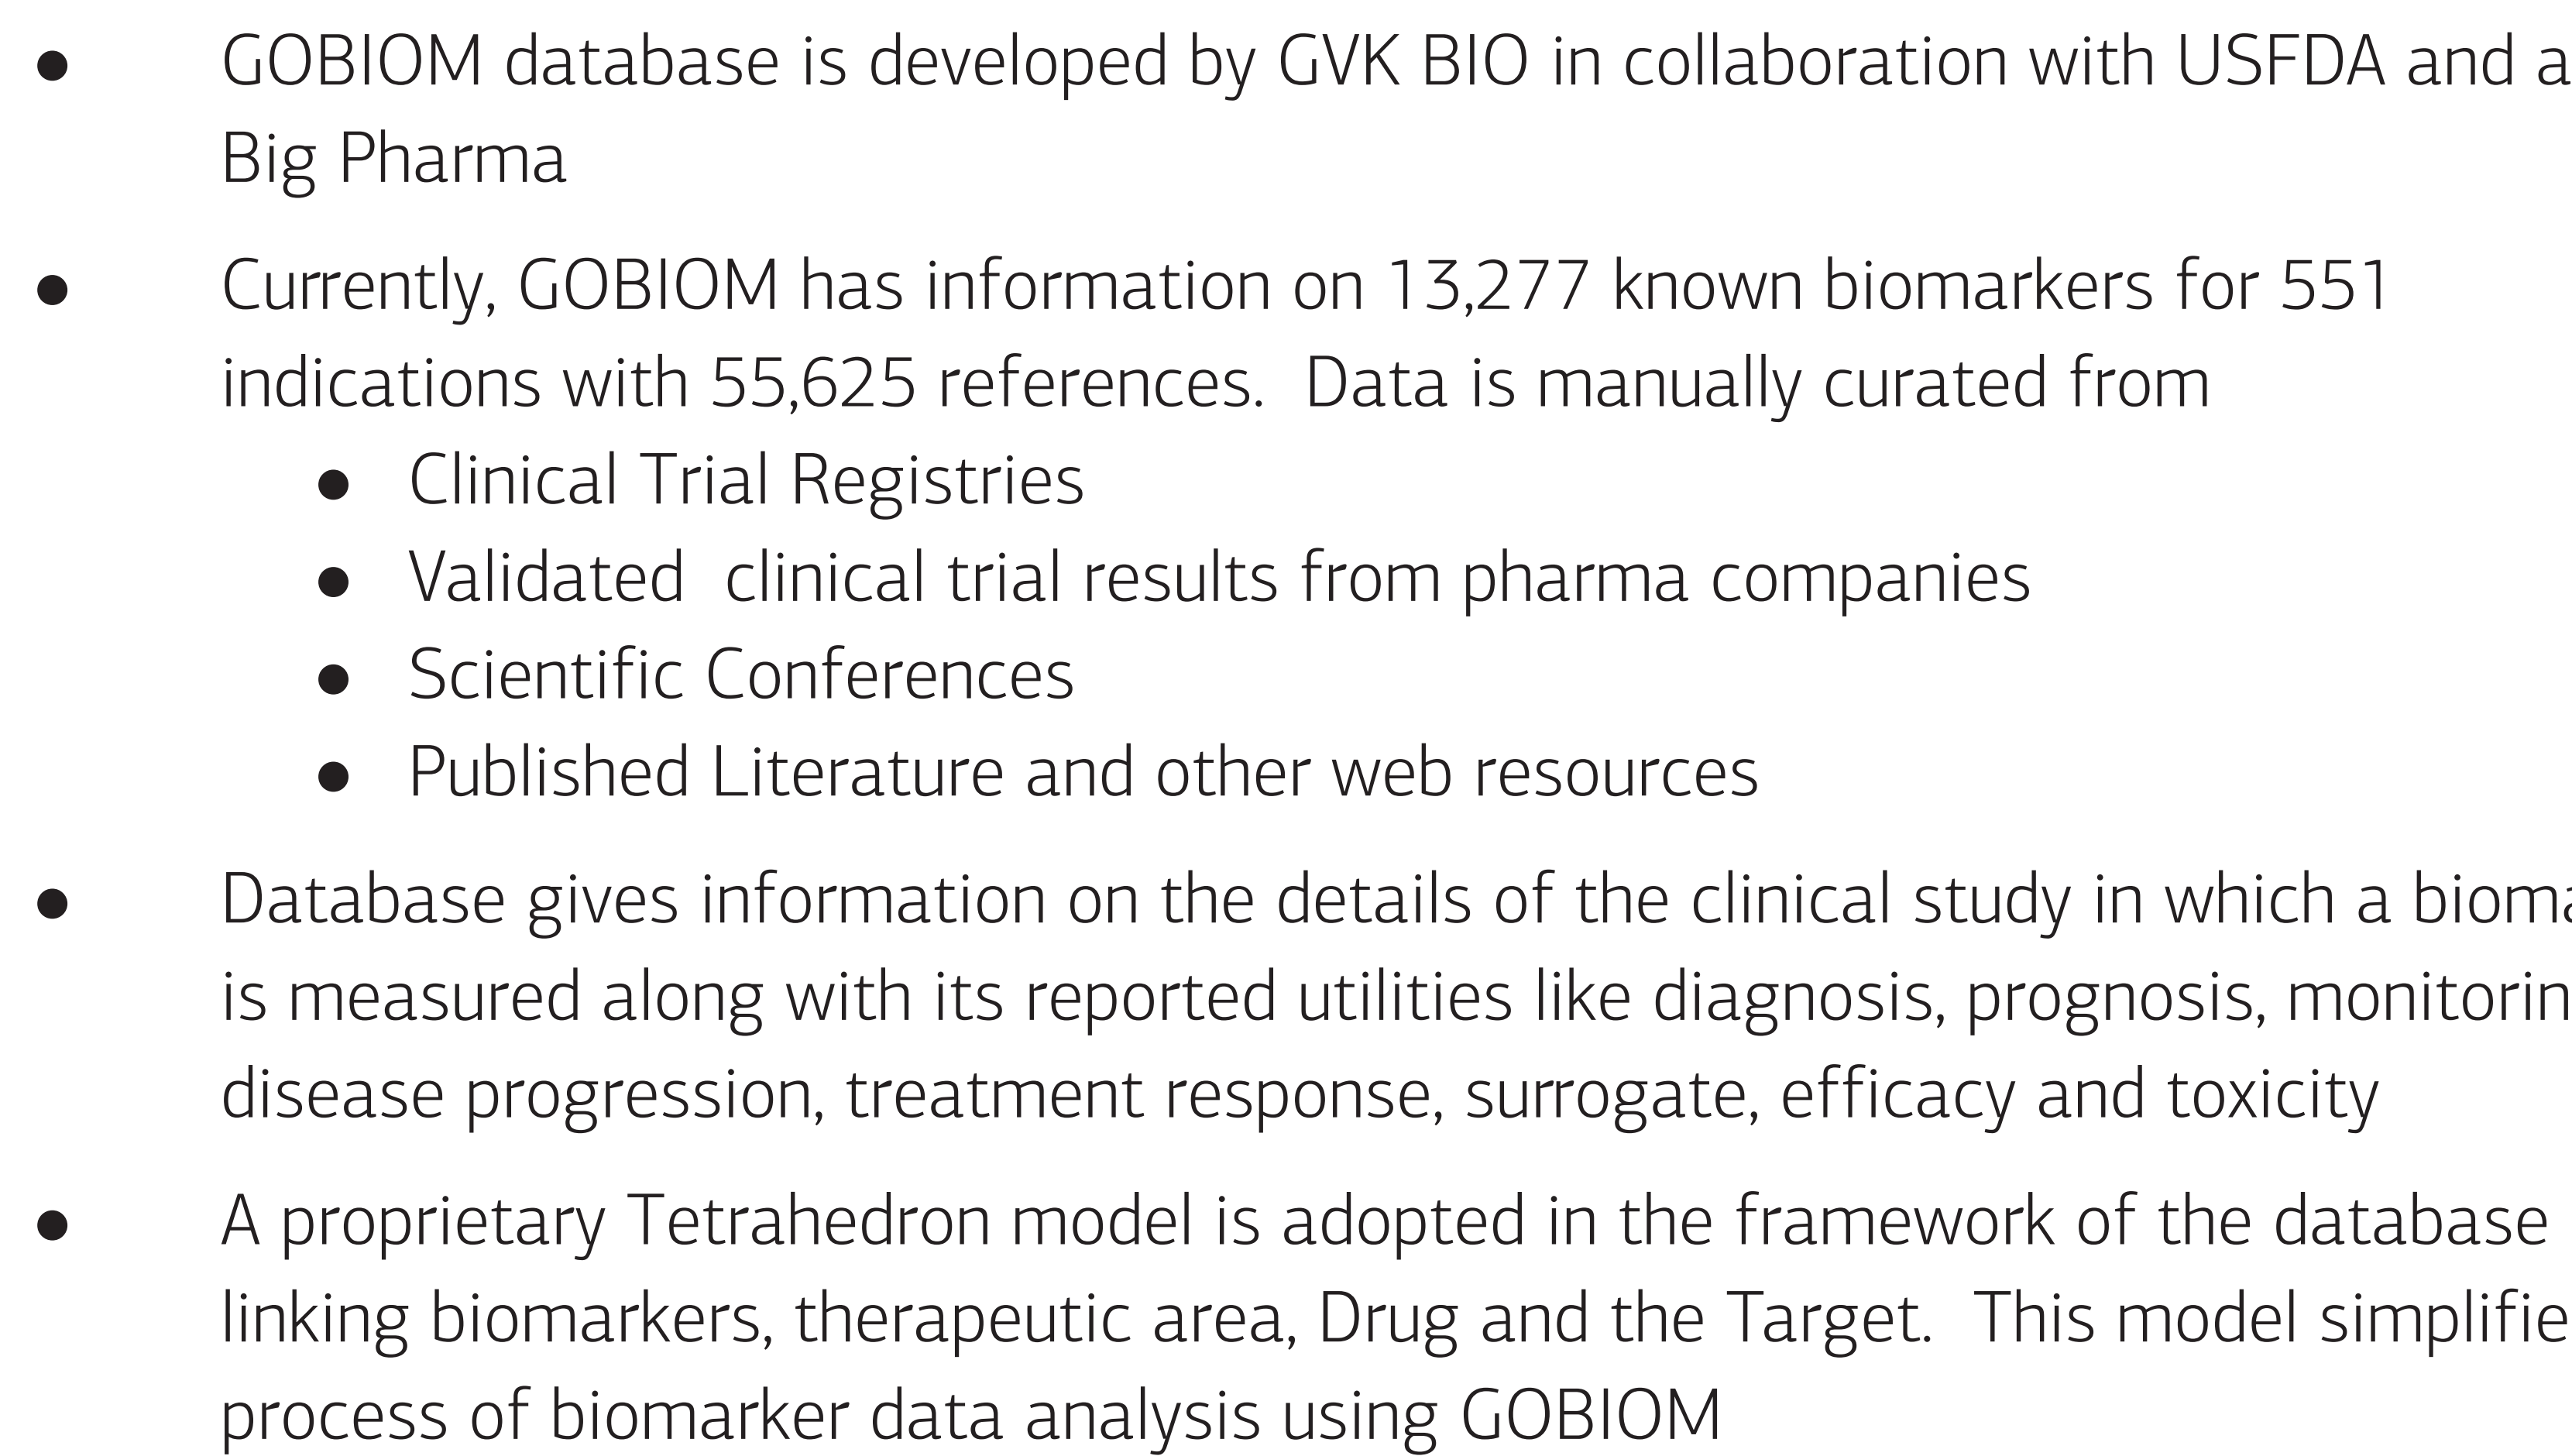 ● GOBIOM database is developed by GVK BIO in collaboration with USFDA and a
Big Pharma
● Currently, GOBIOM has information on 13,277 known biomarkers for 551
indications with 55,625 references.  Data is manually curated from
● Clinical Trial Registries
● Validated  clinical trial results from pharma companies
● Scientific Conferences
● Published Literature and other web resources
● Database gives information on the details of the clinical study in which a
is measured along with its reported utilities like diagnosis, prognosis,
disease progression, treatment response, surrogate, efficacy and toxicity
● A proprietary Tetrahedron model is adopted in the framework of the database
linking biomarkers, therapeutic area, Drug and the Target.  This model
process of biomarker data analysis using GOBIOM